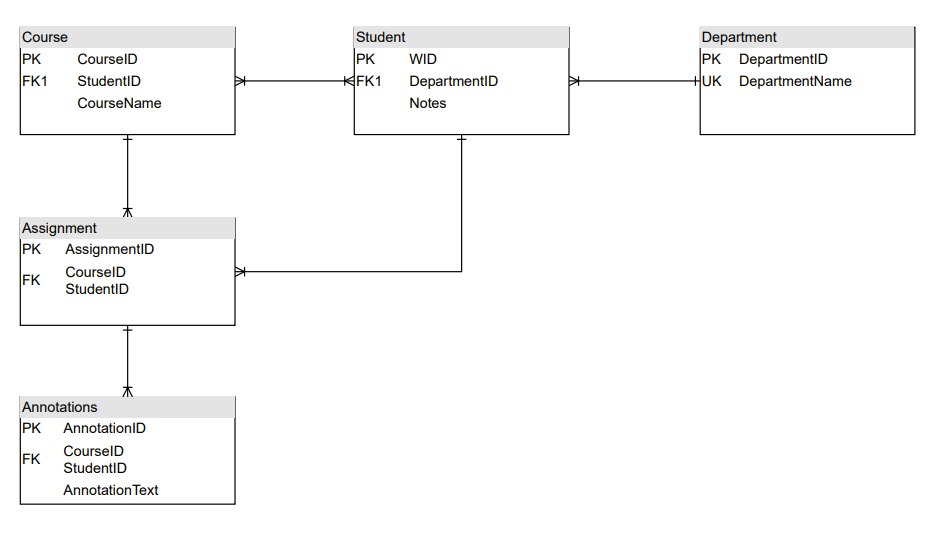 Course
PK CourseID
FK1 StudentID
CourseName
Student
PK WID
FK1 DepartmentID
Notes
Department
PK DepartmentID
UK DepartmentName
Assignment
PK AssignmentID
FK CourseID
StudentID
Annotations
PK AnnotationID
FK CourseID
StudentID
AnnotationText